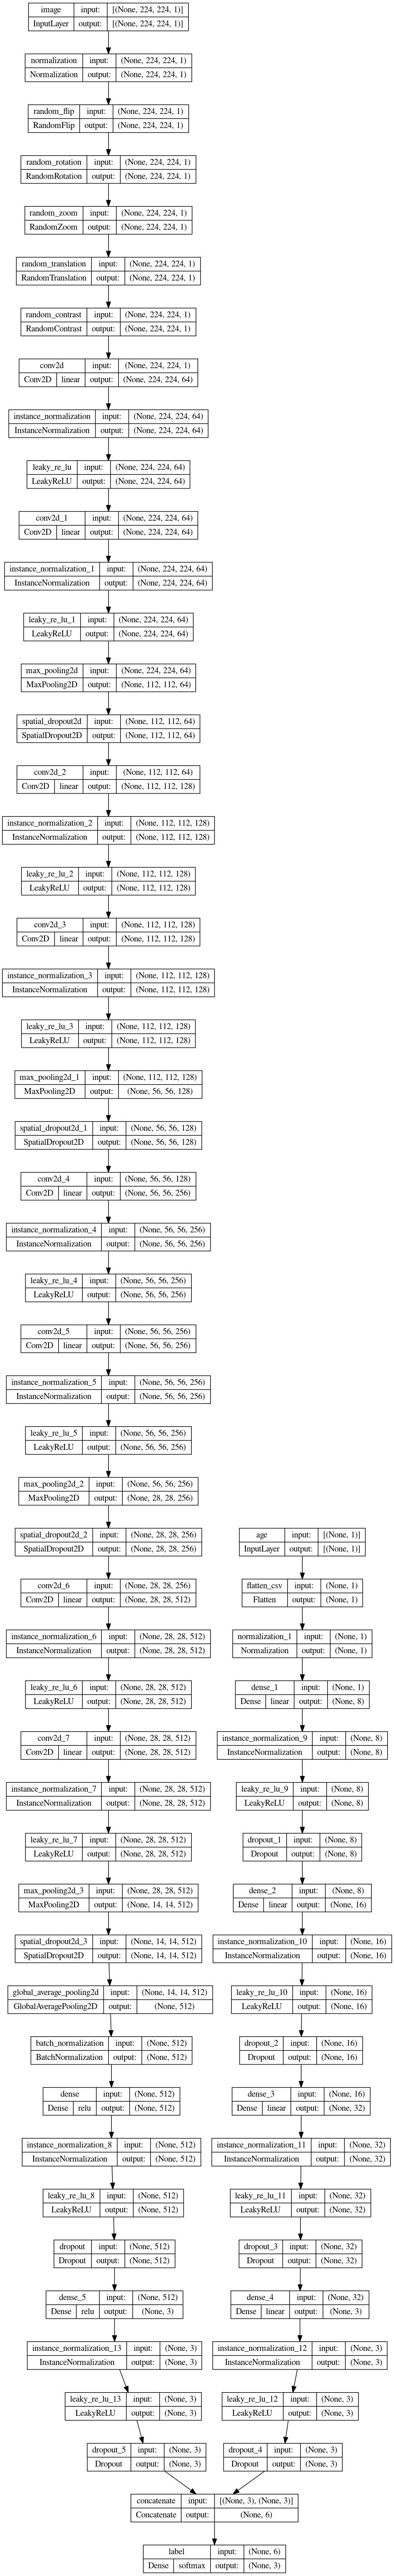 image input: [(None, 224, 224, 1)]
InputLayer output: [(None, 224, 224, 1)]
normalization input: (None, 224, 224, 1)
Normalization output: (None, 224, 224, 1)
random_flip input: (None, 224, 224, 1)
RandomFlip output: (None, 224, 224, 1)
random_rotation input: (None, 224, 224, 1)
RandomRotation output: (None, 224, 224, 1)
random_zoom input: (None, 224, 224, 1)
RandomZoom output: (None, 224, 224, 1)
random_translation input: (None, 224, 224, 1)
RandomTranslation output: (None, 224, 224, 1)
random_contrast input: (None, 224, 224, 1)
RandomContrast output: (None, 224, 224, 1)
conv2d input: (None, 224, 224, 1)
Conv2D linear output: (None, 224, 224, 64)
instance_normalization input: (None, 224, 224, 64)
InstanceNormalization output: (None, 224, 224, 64)
leaky_re_lu input: (None, 224, 224, 64)
LeakyReLU output: (None, 224, 224, 64)
conv2d_1 input: (None, 224, 224, 64)
Conv2D linear output: (None, 224, 224, 64)
instance_normalization_1 input: (None, 224, 224, 64)
InstanceNormalization output: (None, 224, 224, 64)
leaky_re_lu_1 input: (None, 224, 224, 64)
LeakyReLU output: (None, 224, 224, 64)
max_pooling2d input: (None, 224, 224, 64)
MaxPooling2D output: (None, 112, 112, 64)
spatial_dropout2d input: (None, 112, 112, 64)
SpatialDropout2D output: (None, 112, 112, 64)
conv2d_2 input: (None, 112, 112, 64)
Conv2D linear output: (None, 112, 112, 128)
instance_normalization_2 input: (None, 112, 112, 128)
InstanceNormalization output: (None, 112, 112, 128)
leaky_re_lu_2 input: (None, 112, 112, 128)
LeakyReLU output: (None, 112, 112, 128)
conv2d_3 input: (None, 112, 112, 128)
Conv2D linear output: (None, 112, 112, 128)
instance_normalization_3 input: (None, 112, 112, 128)
InstanceNormalization output: (None, 112, 112, 128)
leaky_re_lu_3 input: (None, 112, 112, 128)
LeakyReLU output: (None, 112, 112, 128)
max_pooling2d_1 input: (None, 112, 112, 128)
MaxPooling2D output: (None, 56, 56, 128)
spatial_dropout2d_1 input: (None, 56, 56, 128)
SpatialDropout2D output: (None, 56, 56, 128)
conv2d_4 input: (None, 56, 56, 128)
Conv2D linear output: (None, 56, 56, 256)
instance_normalization_4 input: (None, 56, 56, 256)
InstanceNormalization output: (None, 56, 56, 256)
leaky_re_lu_4 input: (None, 56, 56, 256)
LeakyReLU output: (None, 56, 56, 256)
conv2d_5 input: (None, 56, 56, 256)
Conv2D linear output: (None, 56, 56, 256)
instance_normalization_5 input: (None, 56, 56, 256)
InstanceNormalization output: (None, 56, 56, 256)
leaky_re_lu_5 input: (None, 56, 56, 256)
LeakyReLU output: (None, 56, 56, 256)
max_pooling2d_2 input: (None, 56, 56, 256)
MaxPooling2D output: (None, 28, 28, 256)
spatial_dropout2d_2 input: (None, 28, 28, 256)
SpatialDropout2D output: (None, 28, 28, 256)
conv2d_6 input: (None, 28, 28, 256)
Conv2D linear output: (None, 28, 28, 512)
instance_normalization_6 input: (None, 28, 28, 512)
InstanceNormalization output: (None, 28, 28, 512)
leaky_re_lu_6 input: (None, 28, 28, 512)
LeakyReLU output: (None, 28, 28, 512)
conv2d_7 input: (None, 28, 28, 512)
Conv2D linear output: (None, 28, 28, 512)
instance_normalization_7 input: (None, 28, 28, 512)
InstanceNormalization output: (None, 28, 28, 512)
leaky_re_lu_7 input: (None, 28, 28, 512)
LeakyReLU output: (None, 28, 28, 512)
max_pooling2d_3 input: (None, 28, 28, 512)
MaxPooling2D output: (None, 14, 14, 512)
spatial_dropout2d_3 input: (None, 14, 14, 512)
SpatialDropout2D output: (None, 14, 14, 512)
global_average_pooling2d input: (None, 14, 14, 512)
GlobalAveragePooling2D output: (None, 512)
batch_normalization input: (None, 512)
BatchNormalization output: (None, 512)
dense input: (None, 512)
Dense relu output: (None, 512)
instance_normalization_8 input: (None, 512)
InstanceNormalization output: (None, 512)
leaky_re_lu_8 input: (None, 512)
LeakyReLU output: (None, 512)
dropout input: (None, 512)
Dropout output: (None, 512)
dense_5 input: (None, 512)
Dense relu output: (None, 3)
instance_normalization_13 input: (None, 3)
InstanceNormalization output: (None, 3)
leaky_re_lu_13 input: (None, 3)
LeakyReLU output: (None, 3)
dropout_5 input: (None, 3)
Dropout output: (None, 3)
age input: [(None, 1)]
InputLayer output: [(None, 1)]
flatten_csv input: (None, 1)
Flatten output: (None, 1)
normalization_1 input: (None, 1)
Normalization output: (None, 1)
dense_1 input: (None, 1)
Dense linear output: (None, 8)
instance_normalization_9 input: (None, 8)
InstanceNormalization output: (None, 8)
leaky_re_lu_9 input: (None, 8)
LeakyReLU output: (None, 8)
dropout_1 input: (None, 8)
Dropout output: (None, 8)
dense_2 input: (None, 8)
Dense linear output: (None, 16)
instance_normalization_10 input: (None, 16)
InstanceNormalization output: (None, 16)
leaky_re_lu_10 input: (None, 16)
LeakyReLU output: (None, 16)
dropout_2 input: (None, 16)
Dropout output: (None, 16)
dense_3 input: (None, 16)
Dense linear output: (None, 32)
instance_normalization_11 input: (None, 32)
InstanceNormalization output: (None, 32)
leaky_re_lu_11 input: (None, 32)
LeakyReLU output: (None, 32)
dropout_3 input: (None, 32)
Dropout output: (None, 32)
dense_4 input: (None, 32)
Dense linear output: (None, 3)
instance_normalization_12 input: (None, 3)
InstanceNormalization output: (None, 3)
leaky_re_lu_12 input: (None, 3)
LeakyReLU output: (None, 3)
dropout_4 input: (None, 3)
Dropout output: (None, 3)
concatenate input: [(None, 3), (None, 3)]
Concatenate output: (None, 6)
label input: (None, 6)
Dense softmax output: (None, 3)